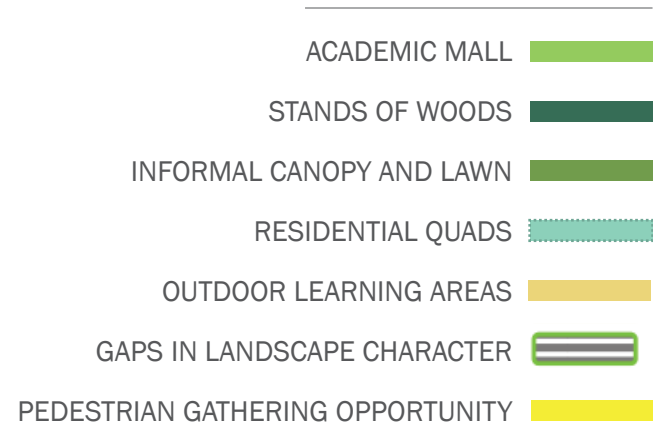 ACADEMIC MALL
STANDS OF WOODS
INFORMAL CANOPY AND LAWN
RESIDENTIAL QUADS
OUTDOOR LEARNING AREAS
GAPS IN LANDSCAPE CHARACTER
PEDESTRIAN GATHERING OPPORTUNITY